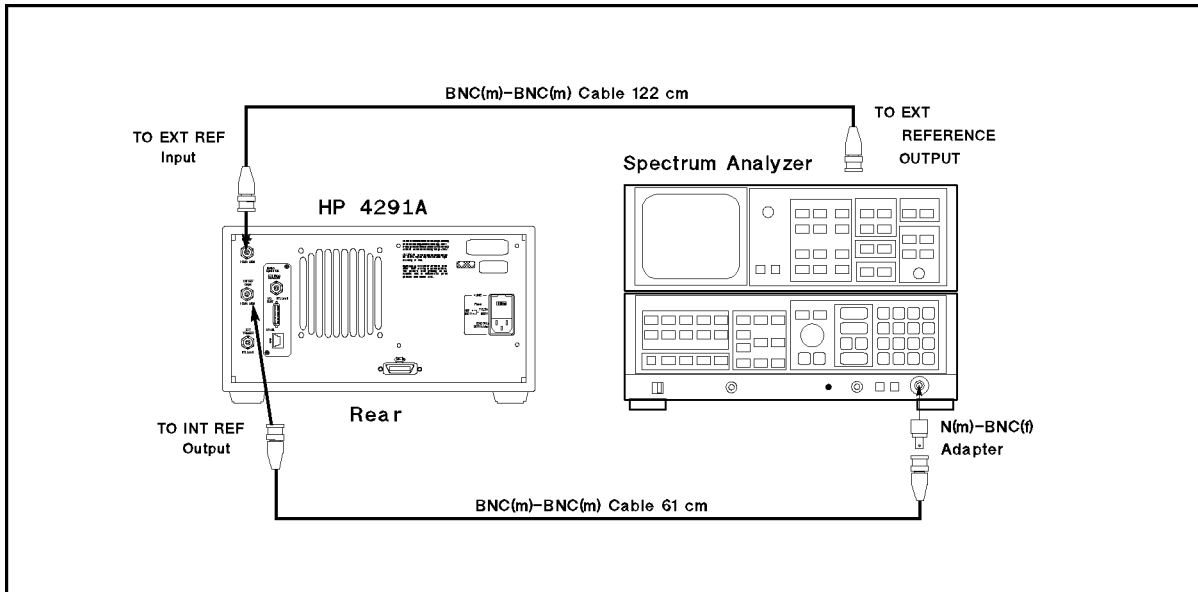 BNC(m)-BNC(m) Cable 122 cm
TO EXT REF
Input
TO EXT
REFERENCE
OUTPUT
Spectrum Analyzer
HP 4291A
Rear
TO INT REF
Output
N(m)-BNC(f)
Adapter
BNC(m)-BNC(m) Cable 61 cm